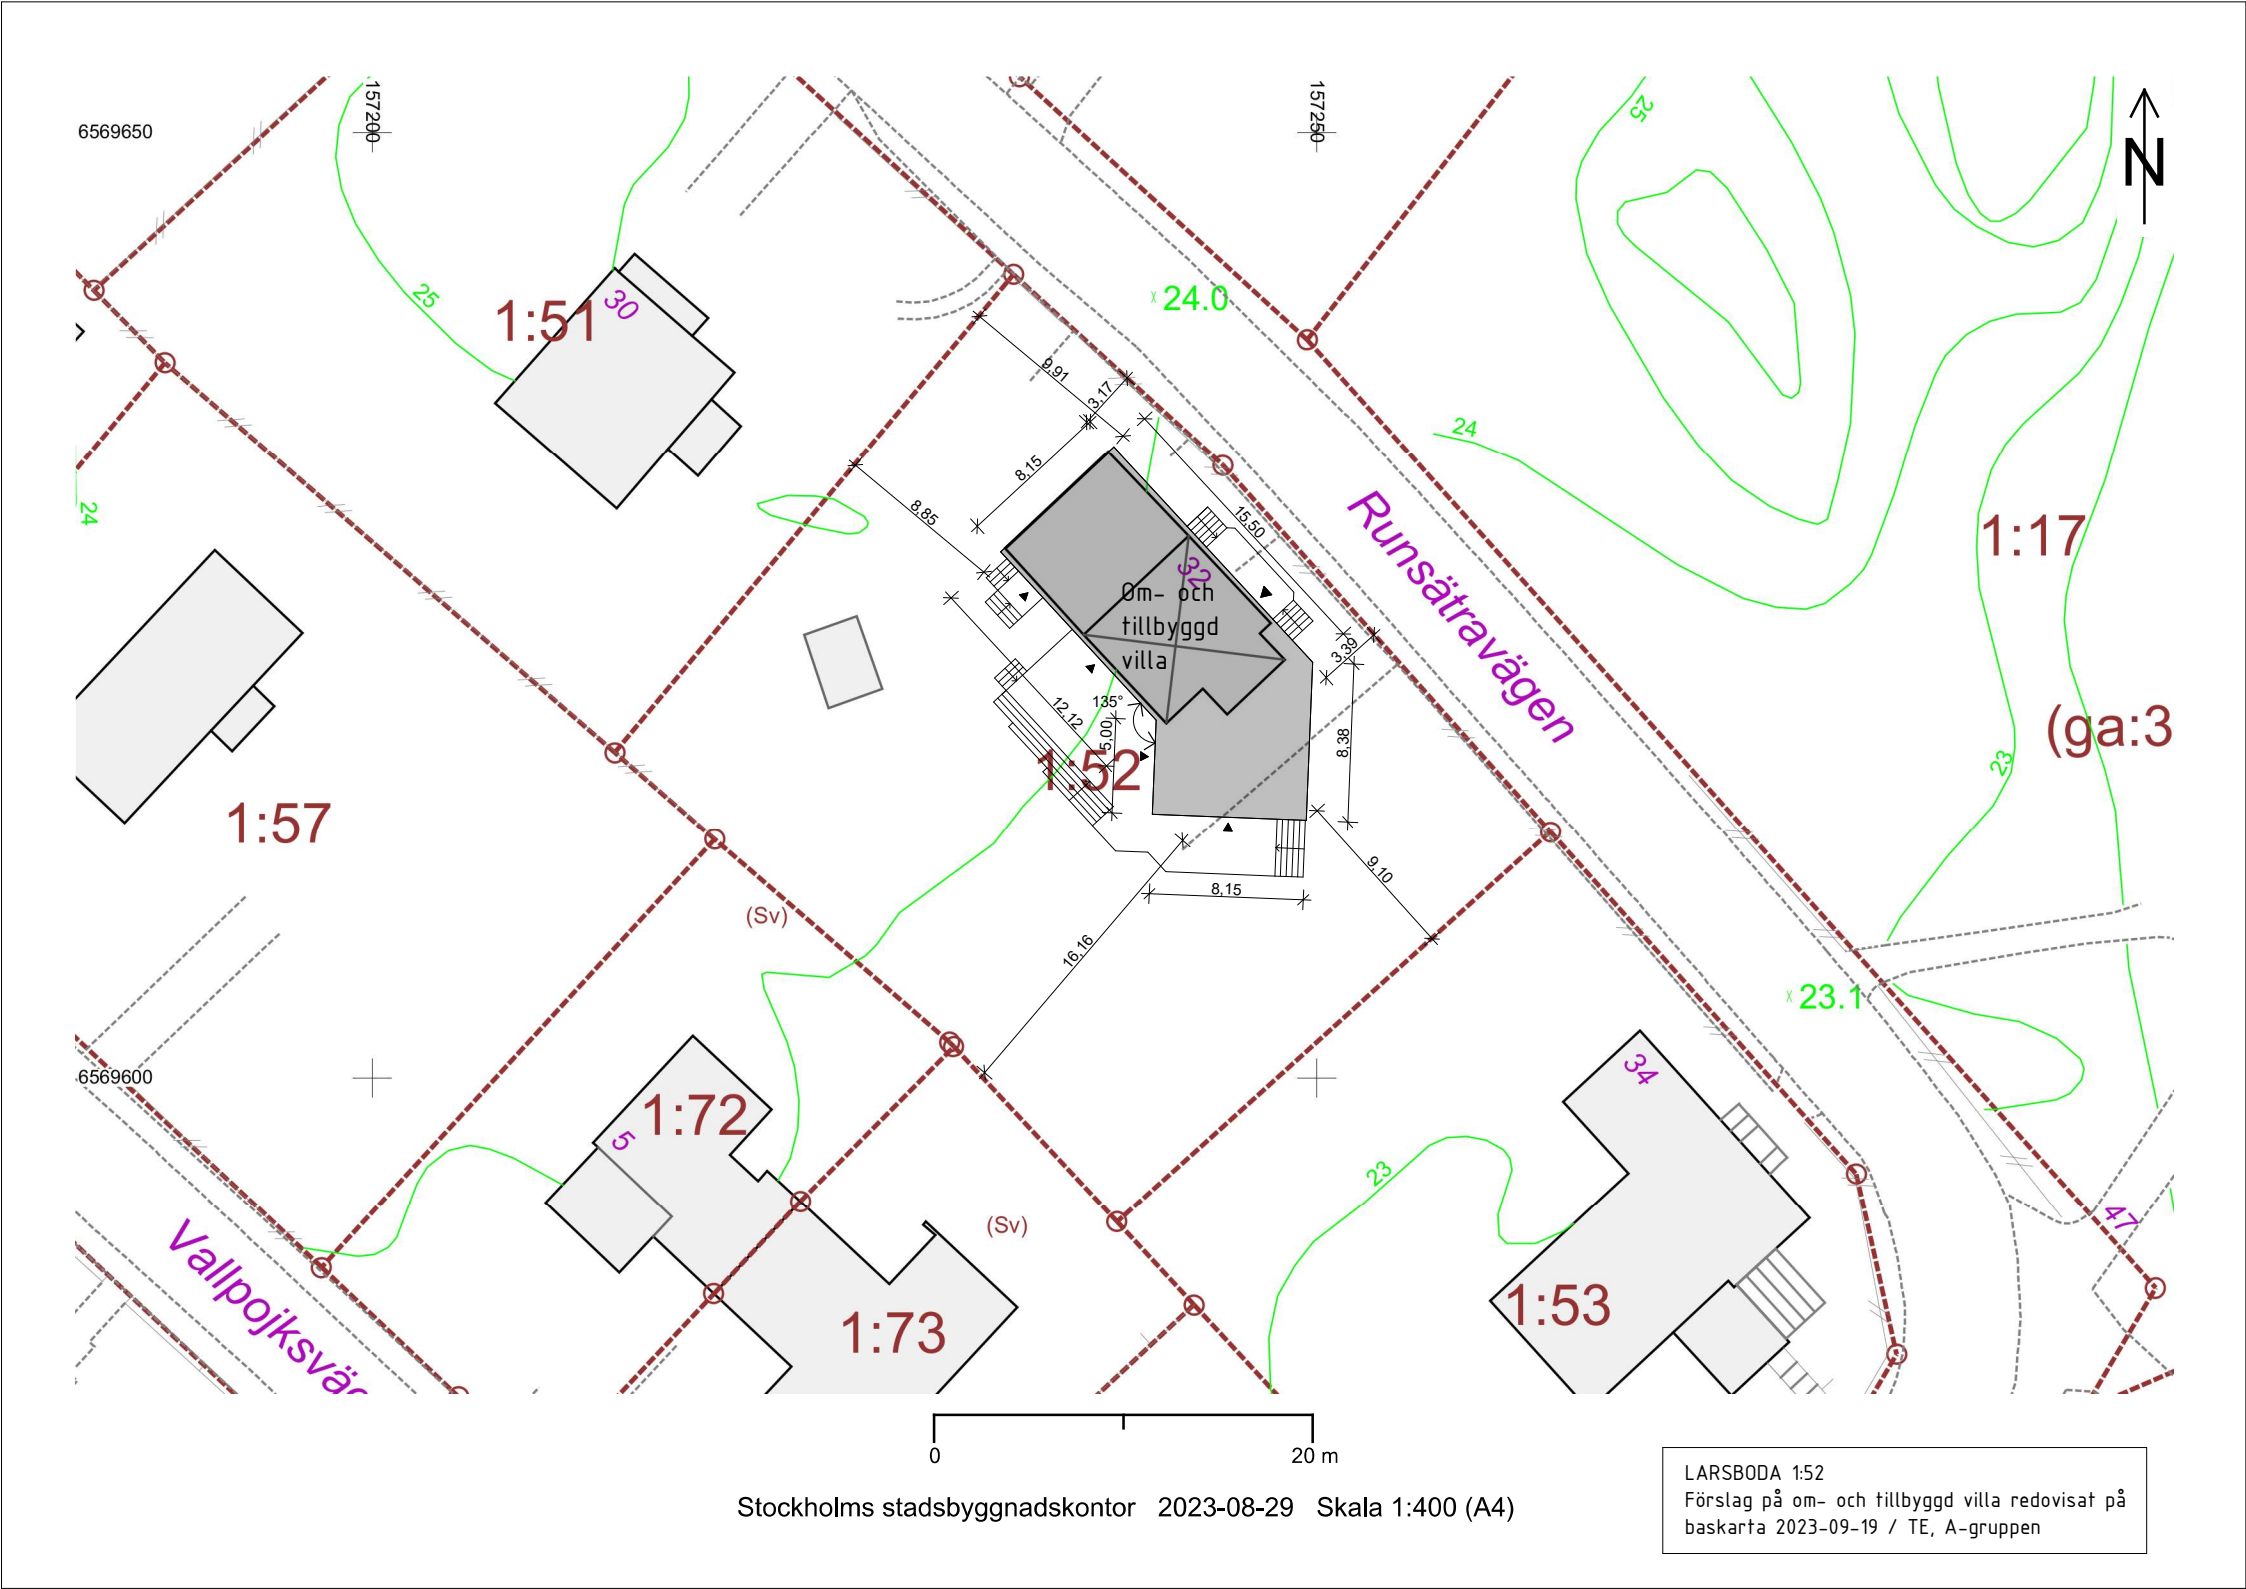 157200
157250
6569650
N
25
25
30
1:51
24.0
9,91
3,17
24
8,15
24
8,85
15,50
1:17
Runsätravägen
32
Om- och
tillbyggd
villa
3,39
135°
12,12
5,00
8,38
(ga:3
23
1:52
1:57
9,10
8,15
(Sv)
16,16
23.1
6569600
34
1:72
5
23
47
(Sv)
Vallpojksväg
1:53
1:73
0
20 m
Stockholms stadsbyggnadskontor 2023-08-29 Skala 1:400 (A4)
LARSBODA 1:52
Förslag på om- och tillbyggd villa redovisat på
baskarta 2023-09-19 / TE, A-gruppen